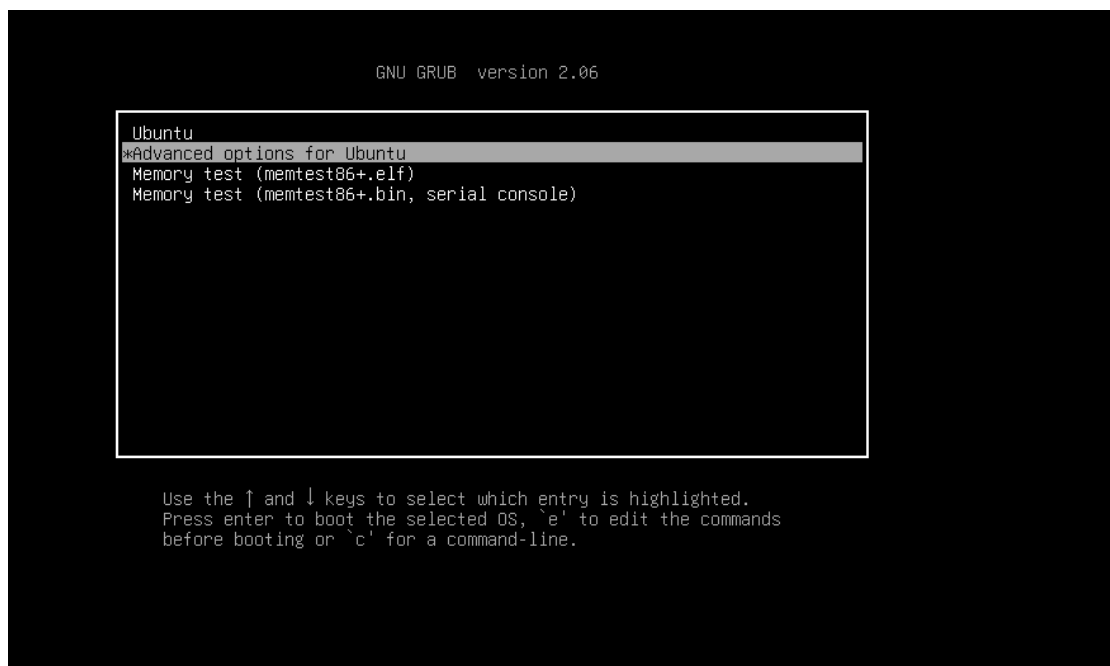 GNU GRUB  version 2.06
Ubuntu
*Advanced options for Ubuntu
Memory test (memtest86+.elf)
Memory test (memtest86+.bin, serial console)
Use the ↑ and ↓ keys to select which entry is highlighted.
Press enter to boot the selected OS, `e' to edit the commands
before booting or `c' for a command-line.